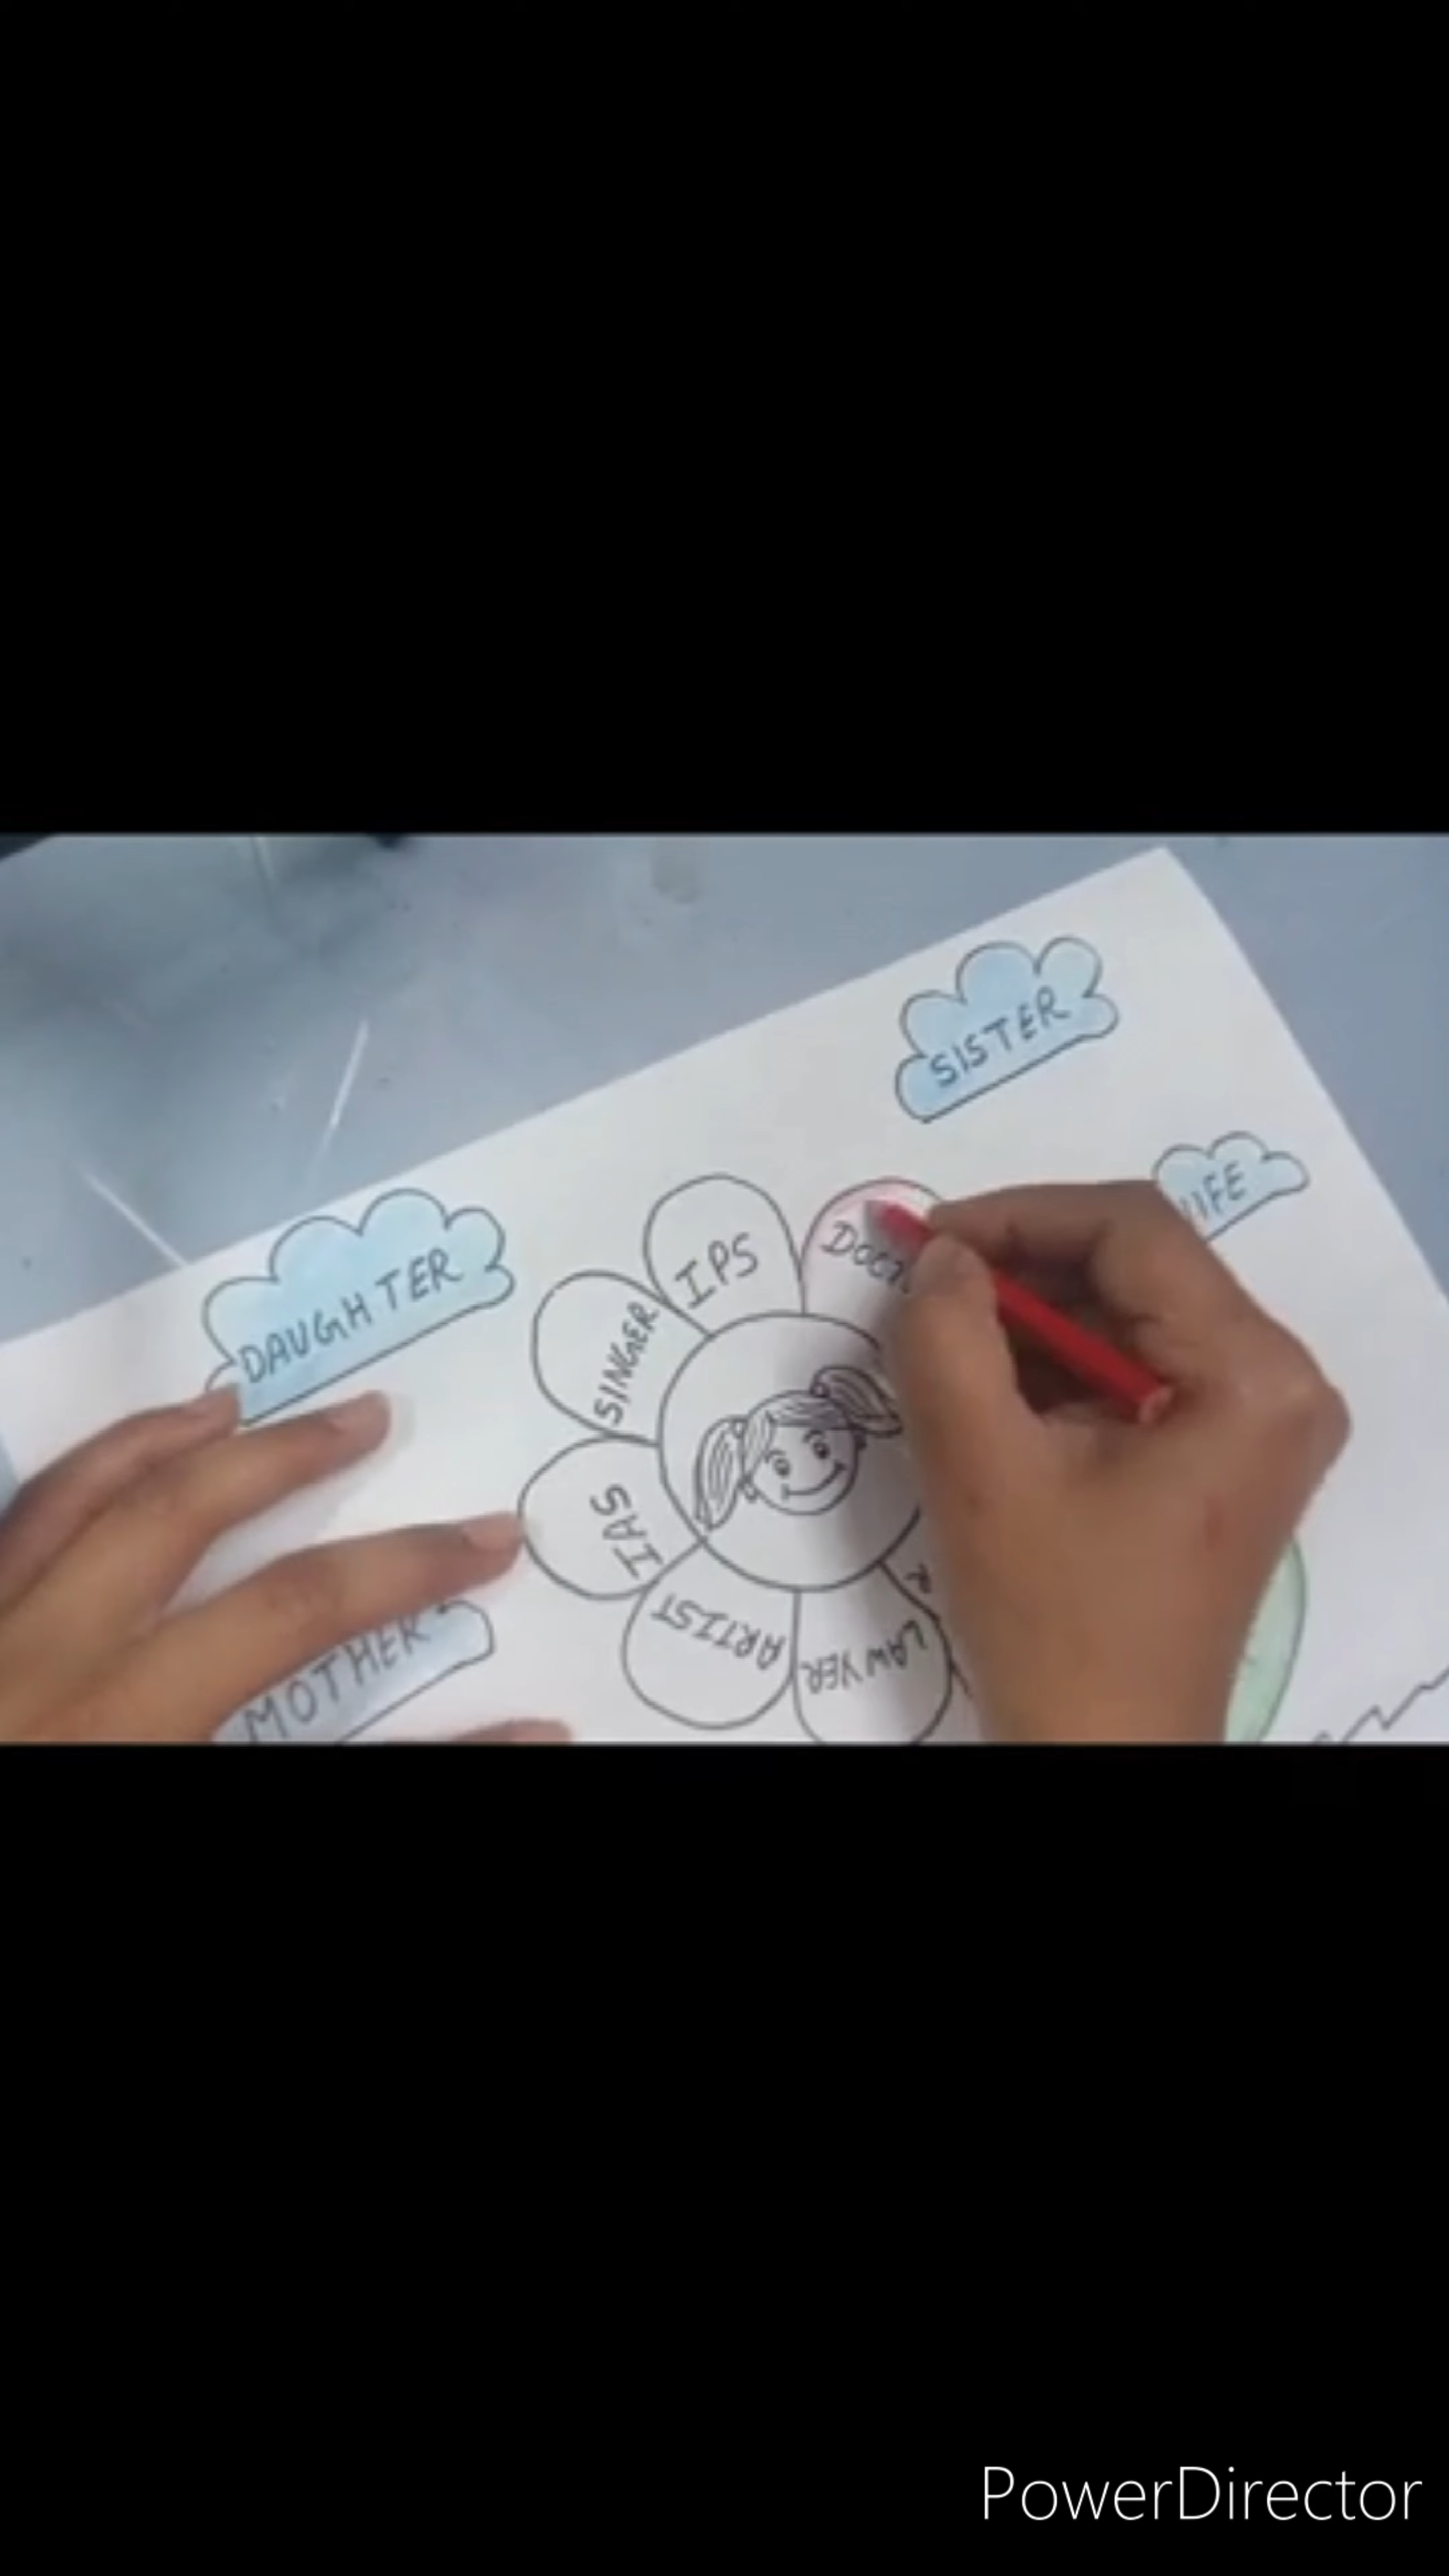 SISTER
DAUGHTER
IPS
SINGER
IAS
ARTIST
LAWYER
MOTHER
PowerDirector